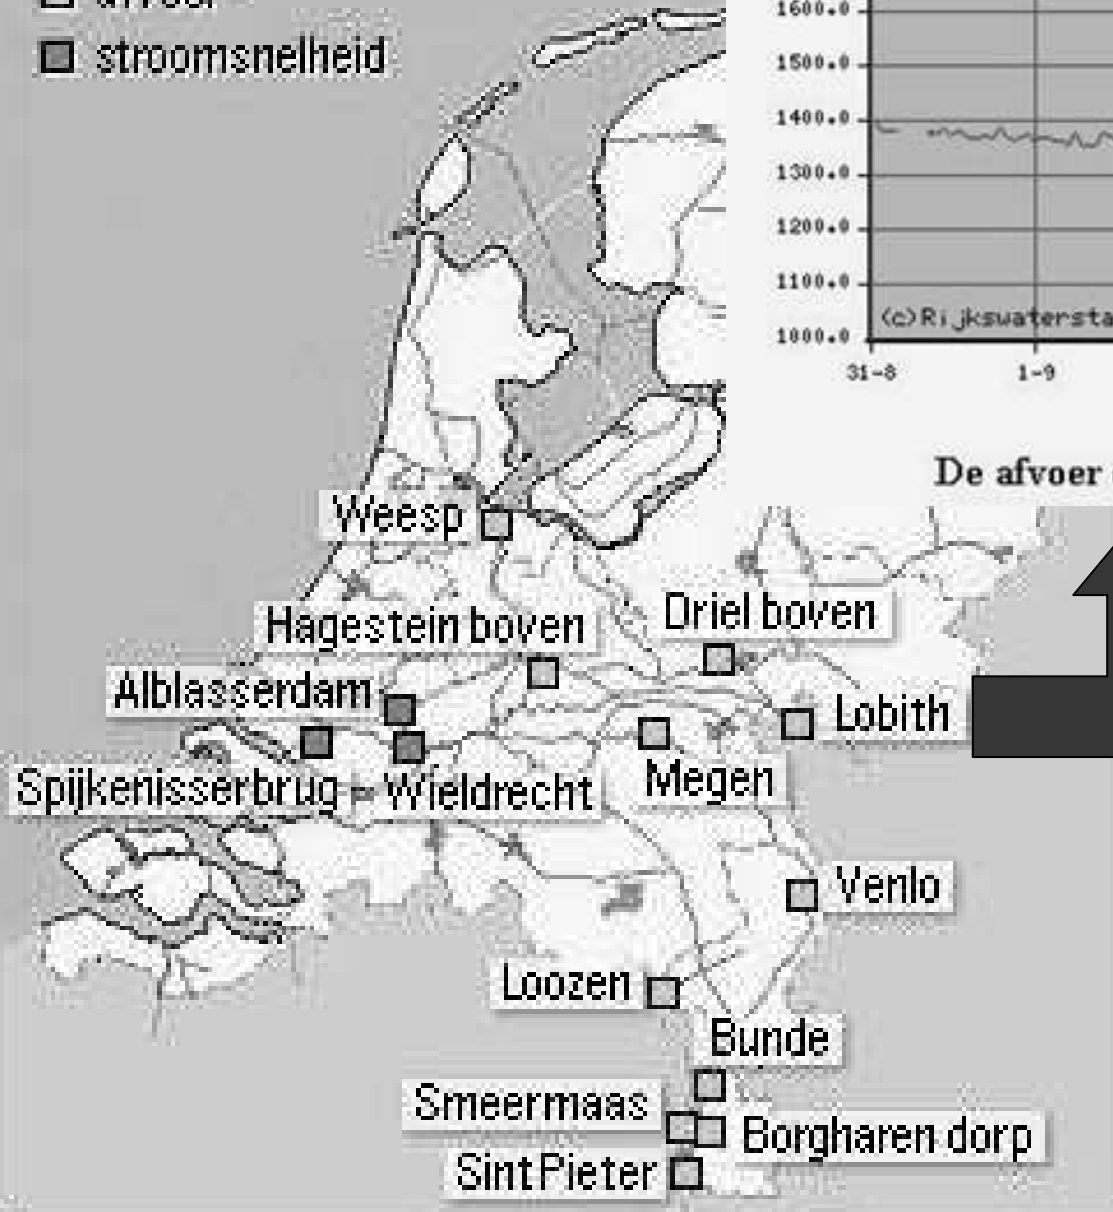 afvoer
stroomsnelheid
1600.0
1500.0
1400.0
1300.0
1200.0
1100.0
1000.0
(c)Rijkswatersta
31-8
1-9
De afvoer
Weesp
Hagestein boven
Driel boven
Alblasserdam
Lobith
Spijkenisserbrug
Wieldrecht
Megen
Venlo
Loozen
Bunde
Smeermaas
Borgharen dorp
Sint Pieter